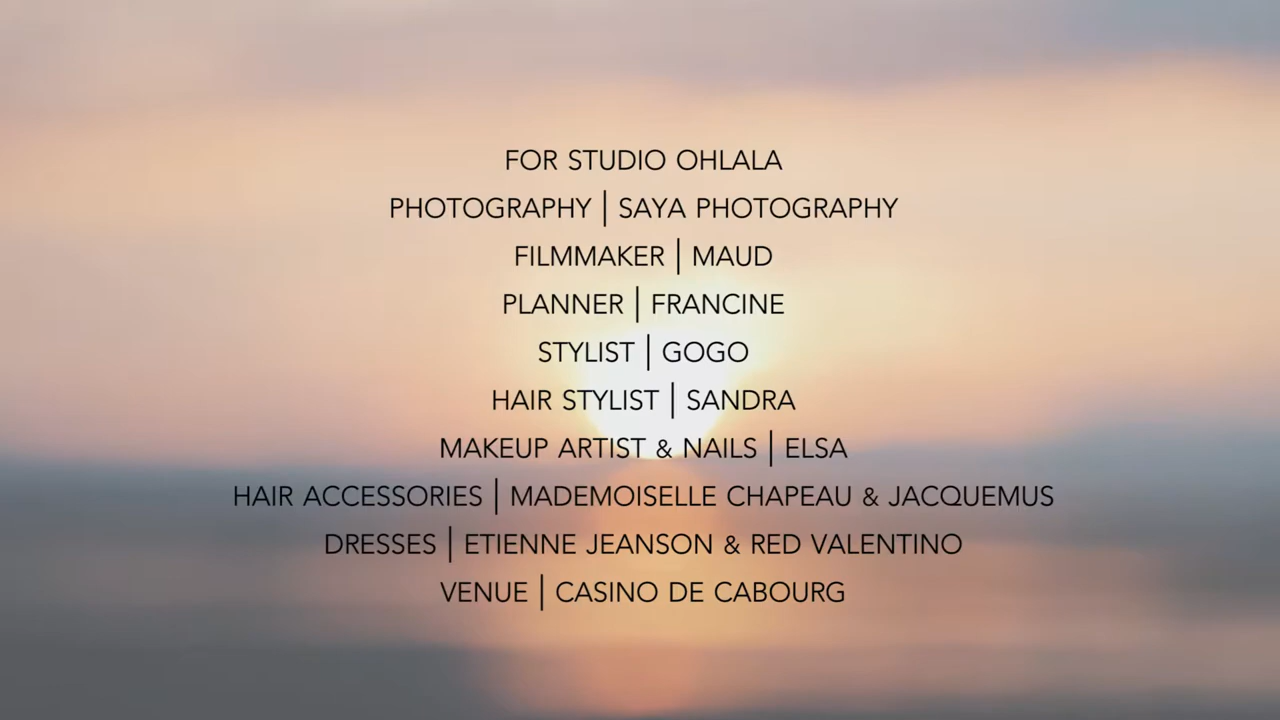 FOR STUDIO OHLALA
PHOTOGRAPHY | SAYA PHOTOGRAPHY
FILMMAKER | MAUD
PLANNER | FRANCINE
STYLIST | GOGO
HAIR STYLIST | SANDRA
MAKEUP ARTIST & NAILS | ELSA
HAIR ACCESSORIES | MADEMOISELLE CHAPEAU & JACQUEMUS
DRESSES | ETIENNE JEANSON & RED VALENTINO
VENUE | CASINO DE CABOURG